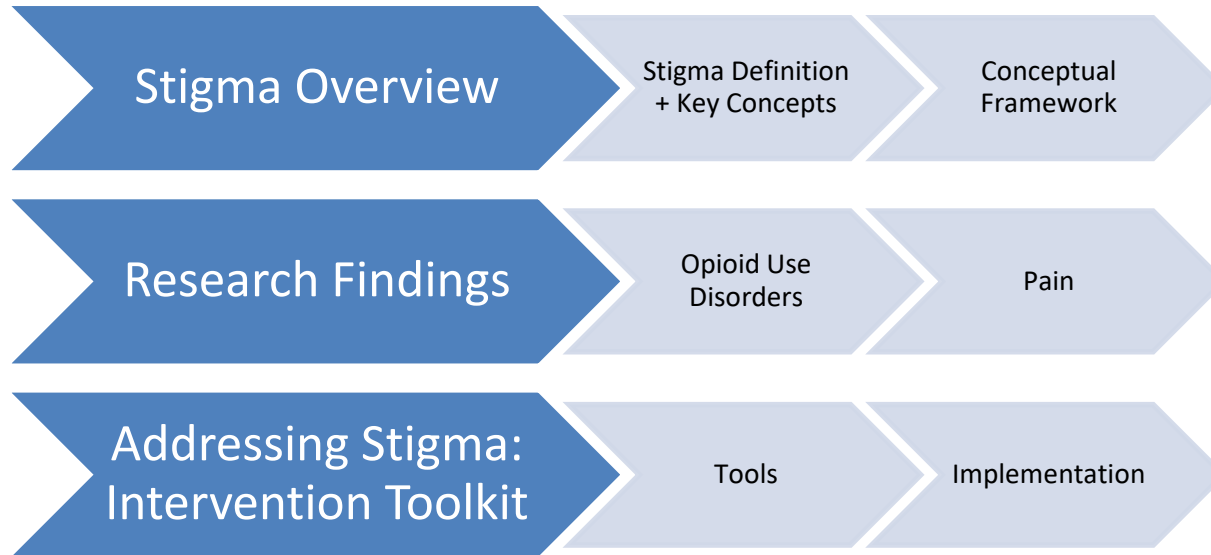 Stigma Overview
Stigma Definition
+ Key Concepts
Conceptual
Framework
Research Findings
Opioid Use
Disorders
Pain
Addressing Stigma:
Intervention Toolkit
Tools
Implementation